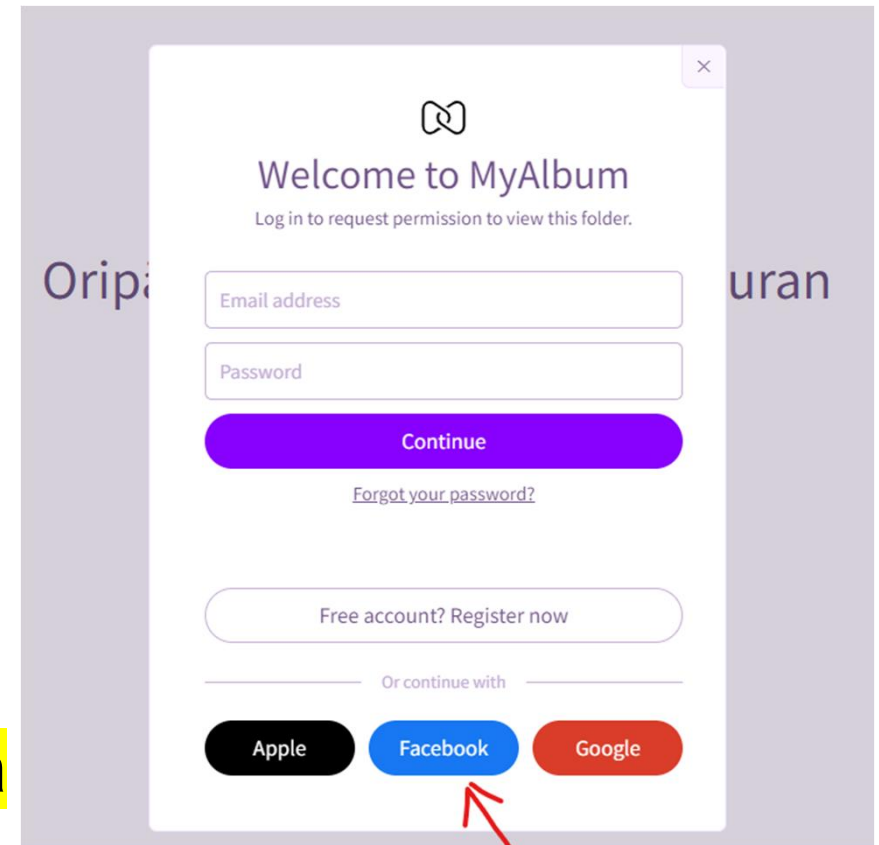 Welcome to MyAlbum
Log in to request permission to view this folder.
uran
Email address
Password
Continue
Forgot your password?
Free account? Register now
Or continue with
Apple
Facebook
Google